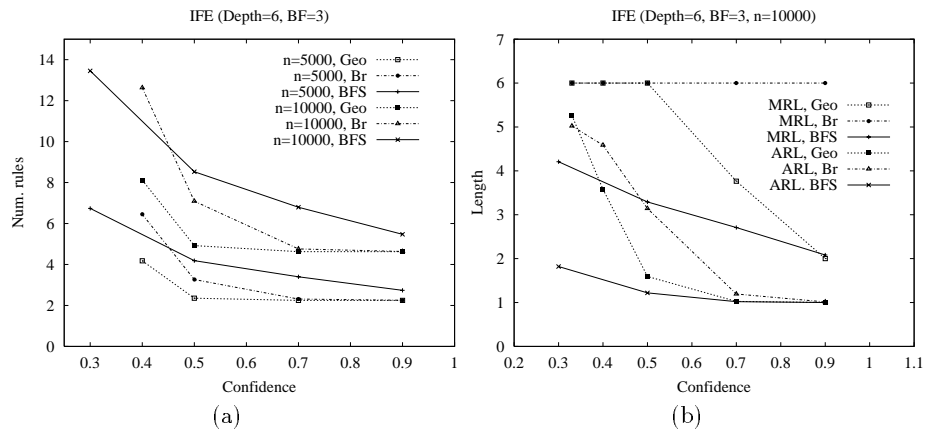 IFE (Depth=6, BF=3)
14
12
10
8
6
4
2
0
Num. rules
n=5000, Geo
n=5000, Br
n=5000, BFS
n=10000, Geo
n=10000, Br
n=10000, BFS
0.3 0.4 0.5 0.6 0.7 0.8 0.9 1
Confidence
(a)
IFE (Depth=6, BF=3, n=10000)
7
6
5
4
3
2
1
0
Length
MRL, Geo
MRL, Br
MRL, BFS
ARL, Geo
ARL, Br
ARL. BFS
0.2 0.3 0.4 0.5 0.6 0.7 0.8 0.9 1 1.1
Confidence
(b)